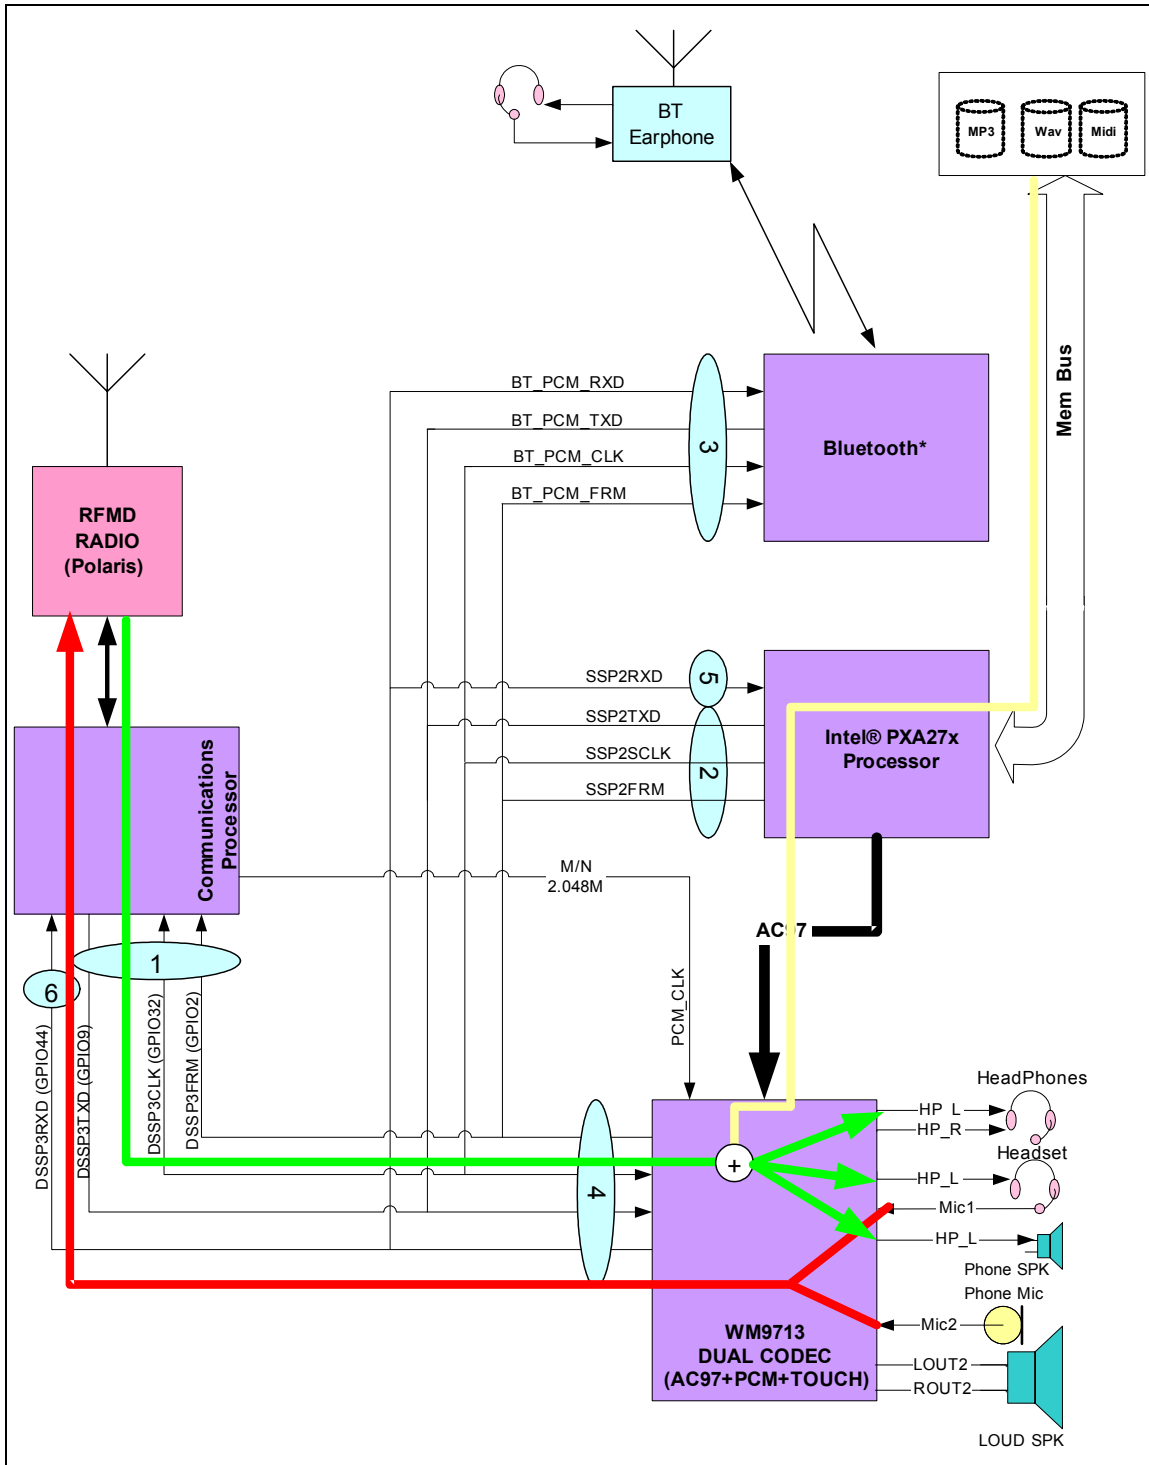 BT
Earphone
MP3
Wav
Midi
Mem Bus
BT_PCM_RXD
BT_PCM_TXD
BT_PCM_CLK
BT_PCM_FRM
3
Bluetooth*
RFMD
RADIO
(Polaris)
SSP2RXD
SSP2TXD
SSP2SCLK
SSP2FRM
5
2
Intel® PXA27x
Processor
Communications
Processor
M/N
2.048M
AC97
PCM_CLK
1
6
DSSP3RXD (GPIO44)
DSSP3TXD (GPIO9)
DSSP3CLK (GPIO32)
DSSP3FRM (GPIO2)
4
+
HeadPhones
HP_L
HP_R
Headset
HP_L
Mic1
HP_L
Phone SPK
Phone Mic
Mic2
WM9713
DUAL CODEC
(AC97+PCM+TOUCH)
LOUT2
ROUT2
LOUD SPK